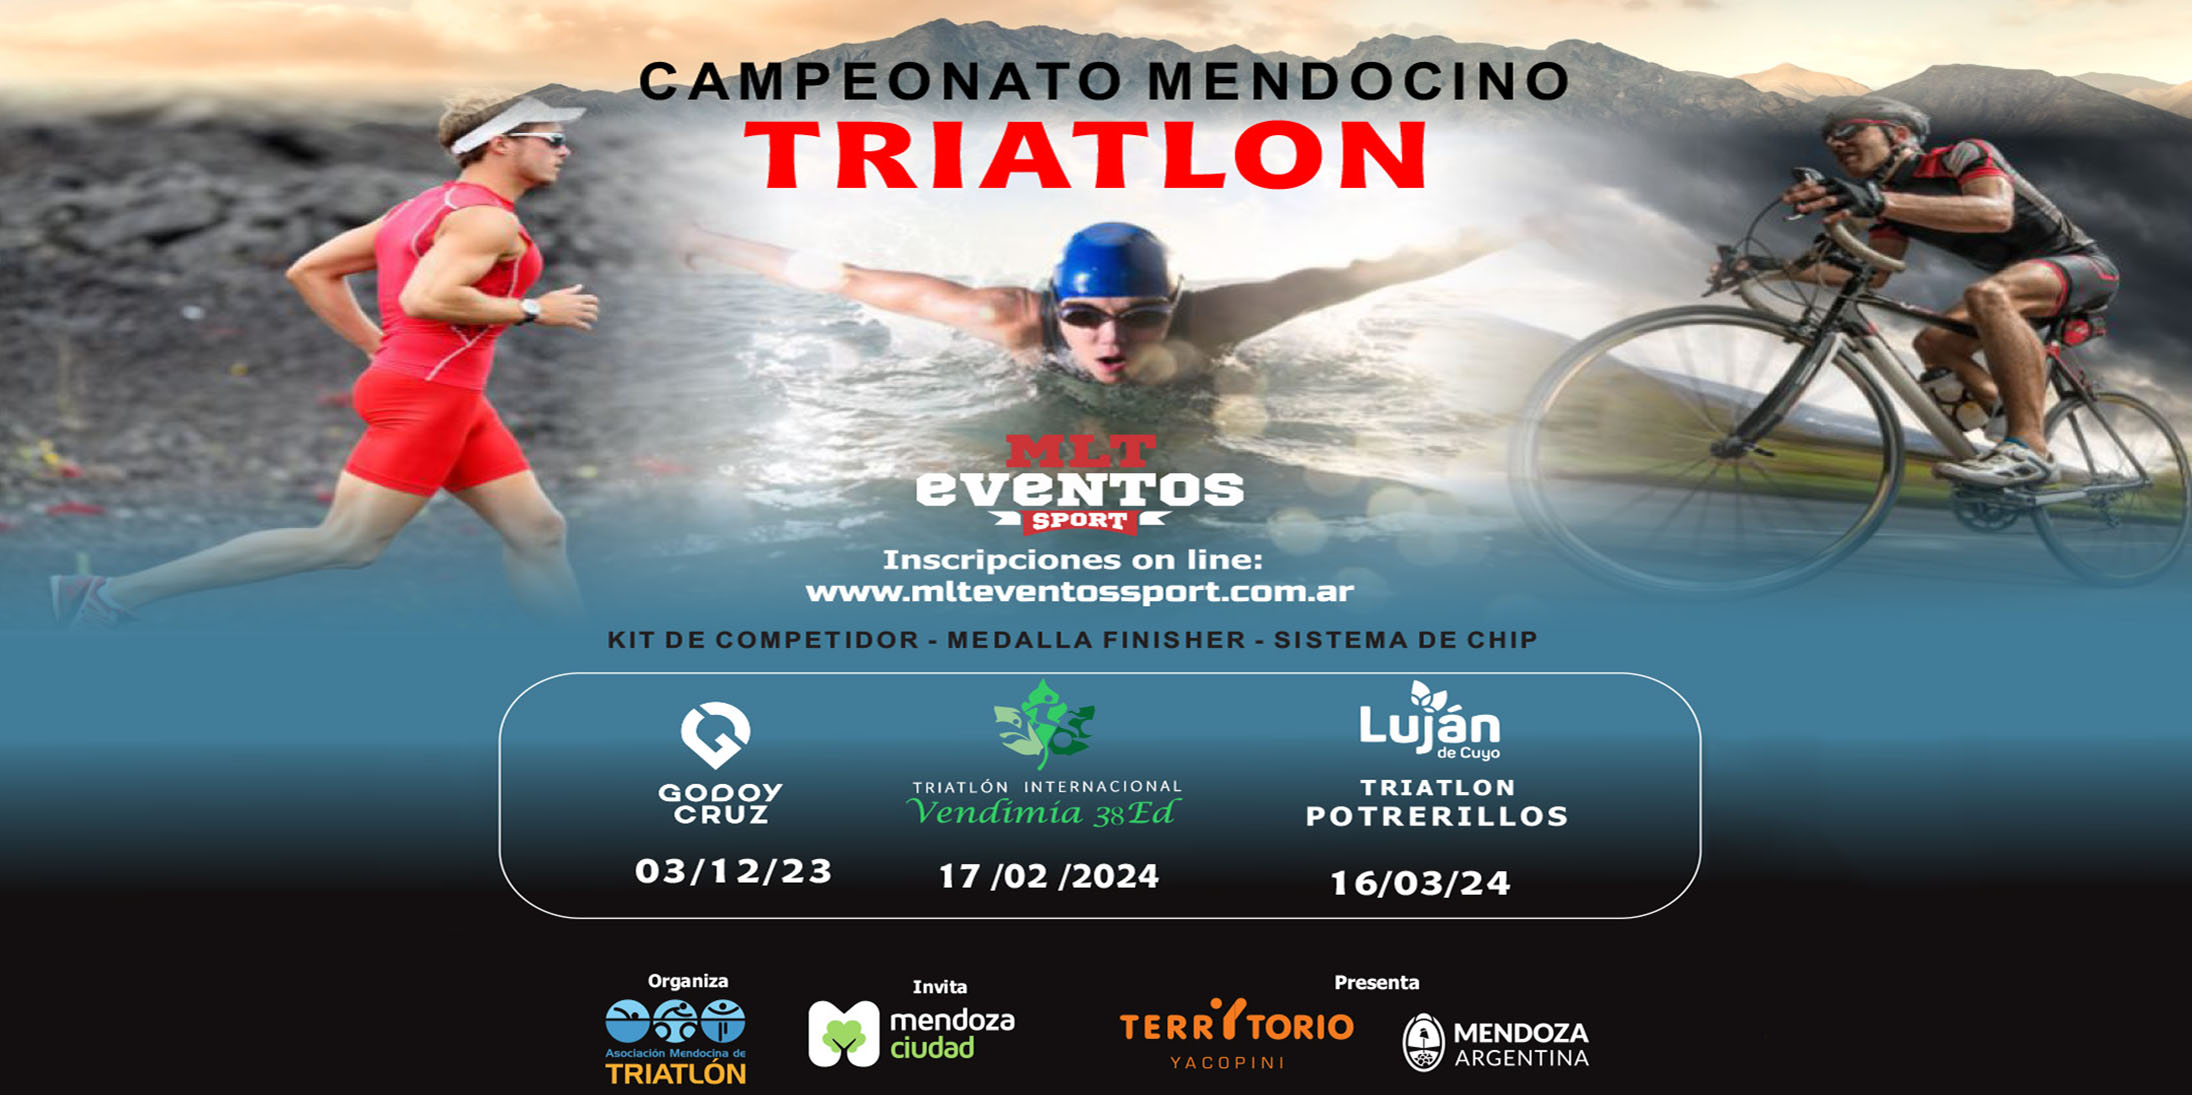 CAMPEONATO MENDOCINO
TRIATLON
MLT
eVeNTOS
SPORT
Inscripciones on line:
www.mlteventossport.com.ar
KIT DE COMPETIDOR - MEDALLA FINISHER - SISTEMA DE CHIP
GODOY
CRUZ
03/12/23
TRIATLÓN INTERNACIONAL
Vendimia 38Ed
17 /02 /2024
Luján
de Cuyo
TRIATLON
POTRERILLOS
16/03/24
Organiza
Asociación Mendocina de
TRIATLÓN
Invita
mendoza
ciudad
Presenta
TERRITORIO
YACOPINI
MENDOZA
ARGENTINA